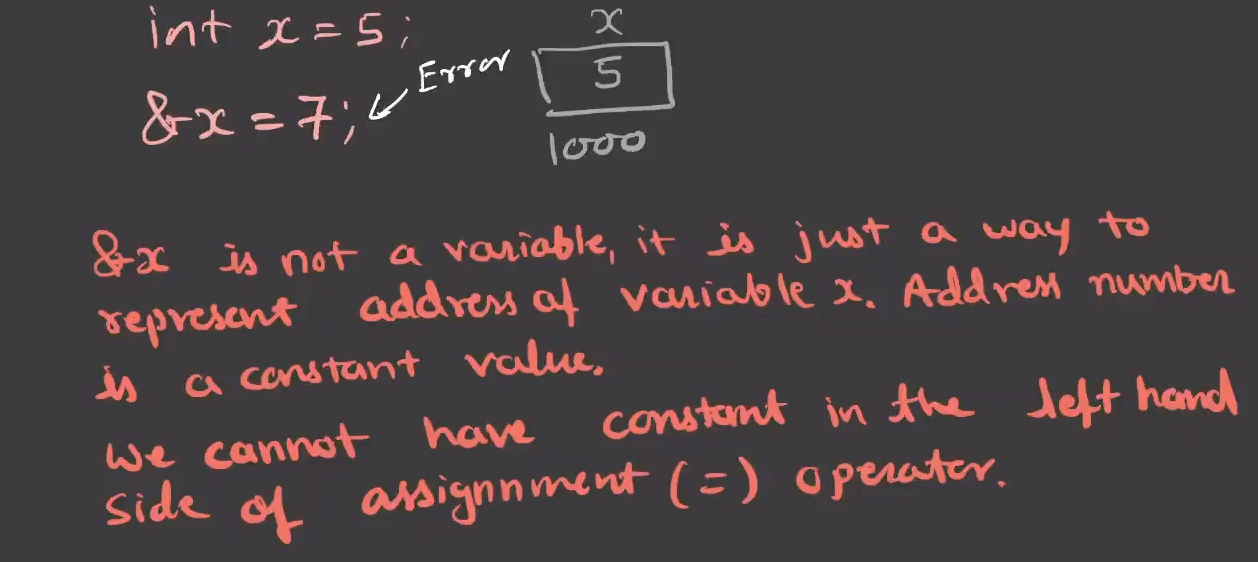 int x = 5;
x
Error
5
&x = 7;
1000
&x is not a variable, it is just a way to
represent address of variable x. Address number
is a constant value.
We cannot have constant in the left hand
side of assignnment (=) operator.